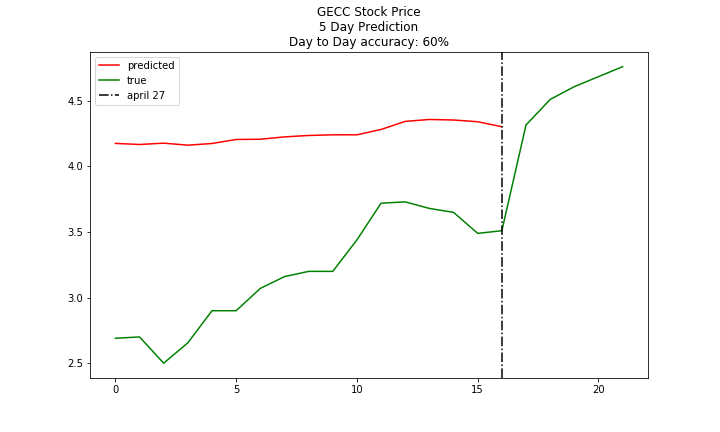 GECC Stock Price
5 Day Prediction
Day to Day accuracy: 60%
predicted
true
april 27
4.5
4.0
3.5
3.0
2.5
0 5 10 15 20